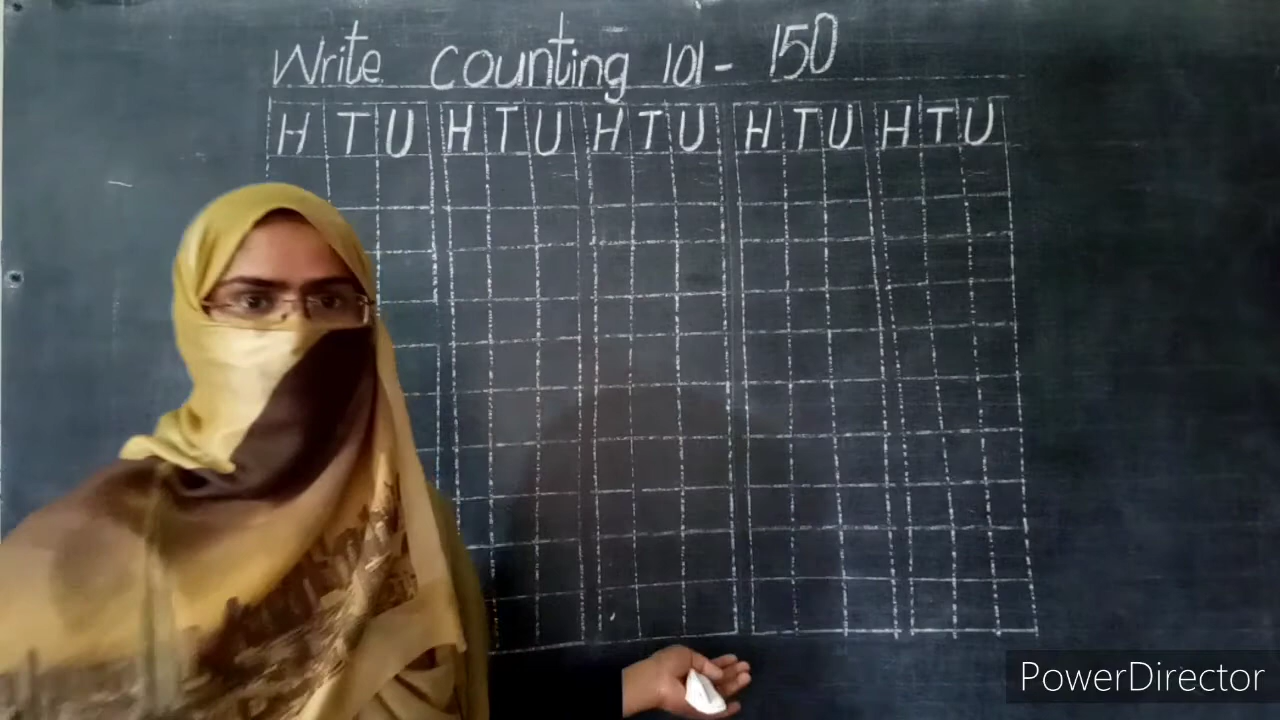 Write counting 101 - 150
H T U H T U H T U H T U H T U
PowerDirector